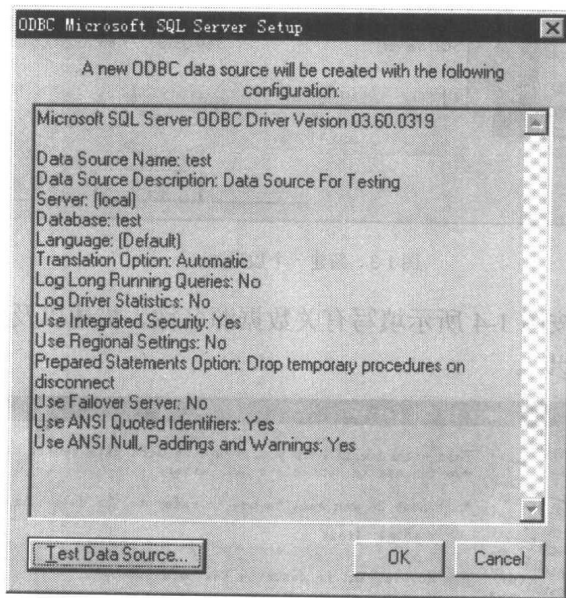 ODBC Microsoft SQL Server Setup
A new ODBC data source will be created with the following
configuration:
Microsoft SQL Server ODBC Driver Version 03.60.0319
Data Source Name: test
Data Source Description: Data Source For Testing
Server: (local)
Database: test
Language: (Default)
Translation Option: Automatic
Log Long Running Queries: No
Log Driver Statistics: No
Use Integrated Security: Yes
Use Regional Settings: No
Prepared Statements Option: Drop temporary procedures on
disconnect
Use Failover Server: No
Use ANSI Quoted Identifiers: Yes
Use ANSI Null, Paddings and Warnings: Yes
Test Data Source...
OK
Cancel